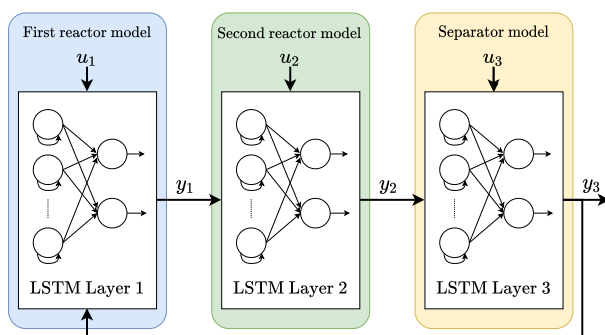 First reactor model
Second reactor model
Separator model
u1
u2
u3
y1
y2
y3
LSTM Layer 1
LSTM Layer 2
LSTM Layer 3